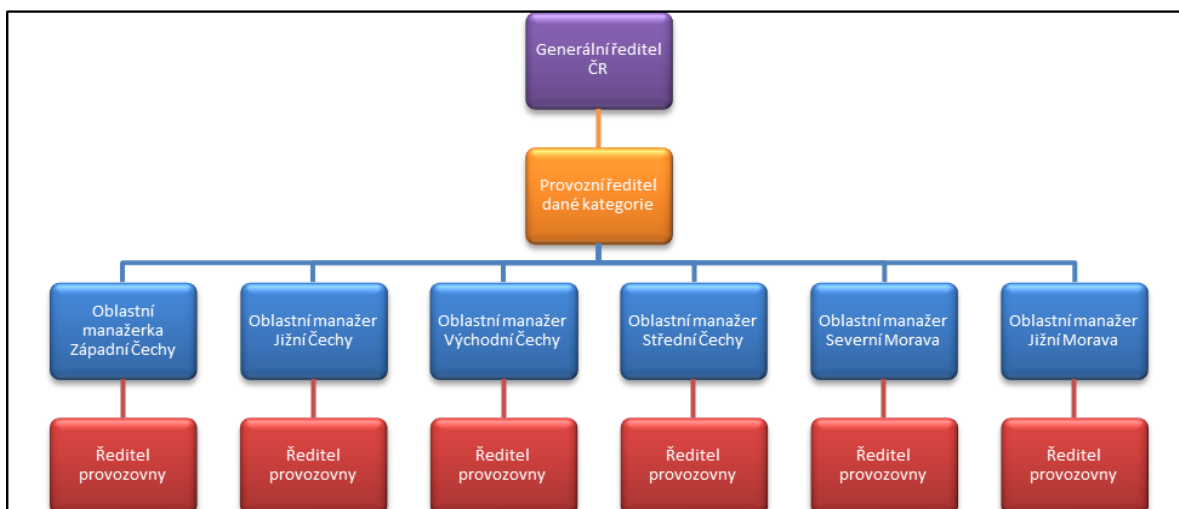 Generální ředitel
ČR
Provozní ředitel
dané kategorie
Oblastní
manažerka
Západní Čechy
Oblastní manažer
Jižní Čechy
Oblastní manažer
Východní Čechy
Oblastní manažer
Střední Čechy
Oblastní manažer
Severní Morava
Oblastní manažer
Jižní Morava
Ředitel
provozovny
Ředitel
provozovny
Ředitel
provozovny
Ředitel
provozovny
Ředitel
provozovny
Ředitel
provozovny